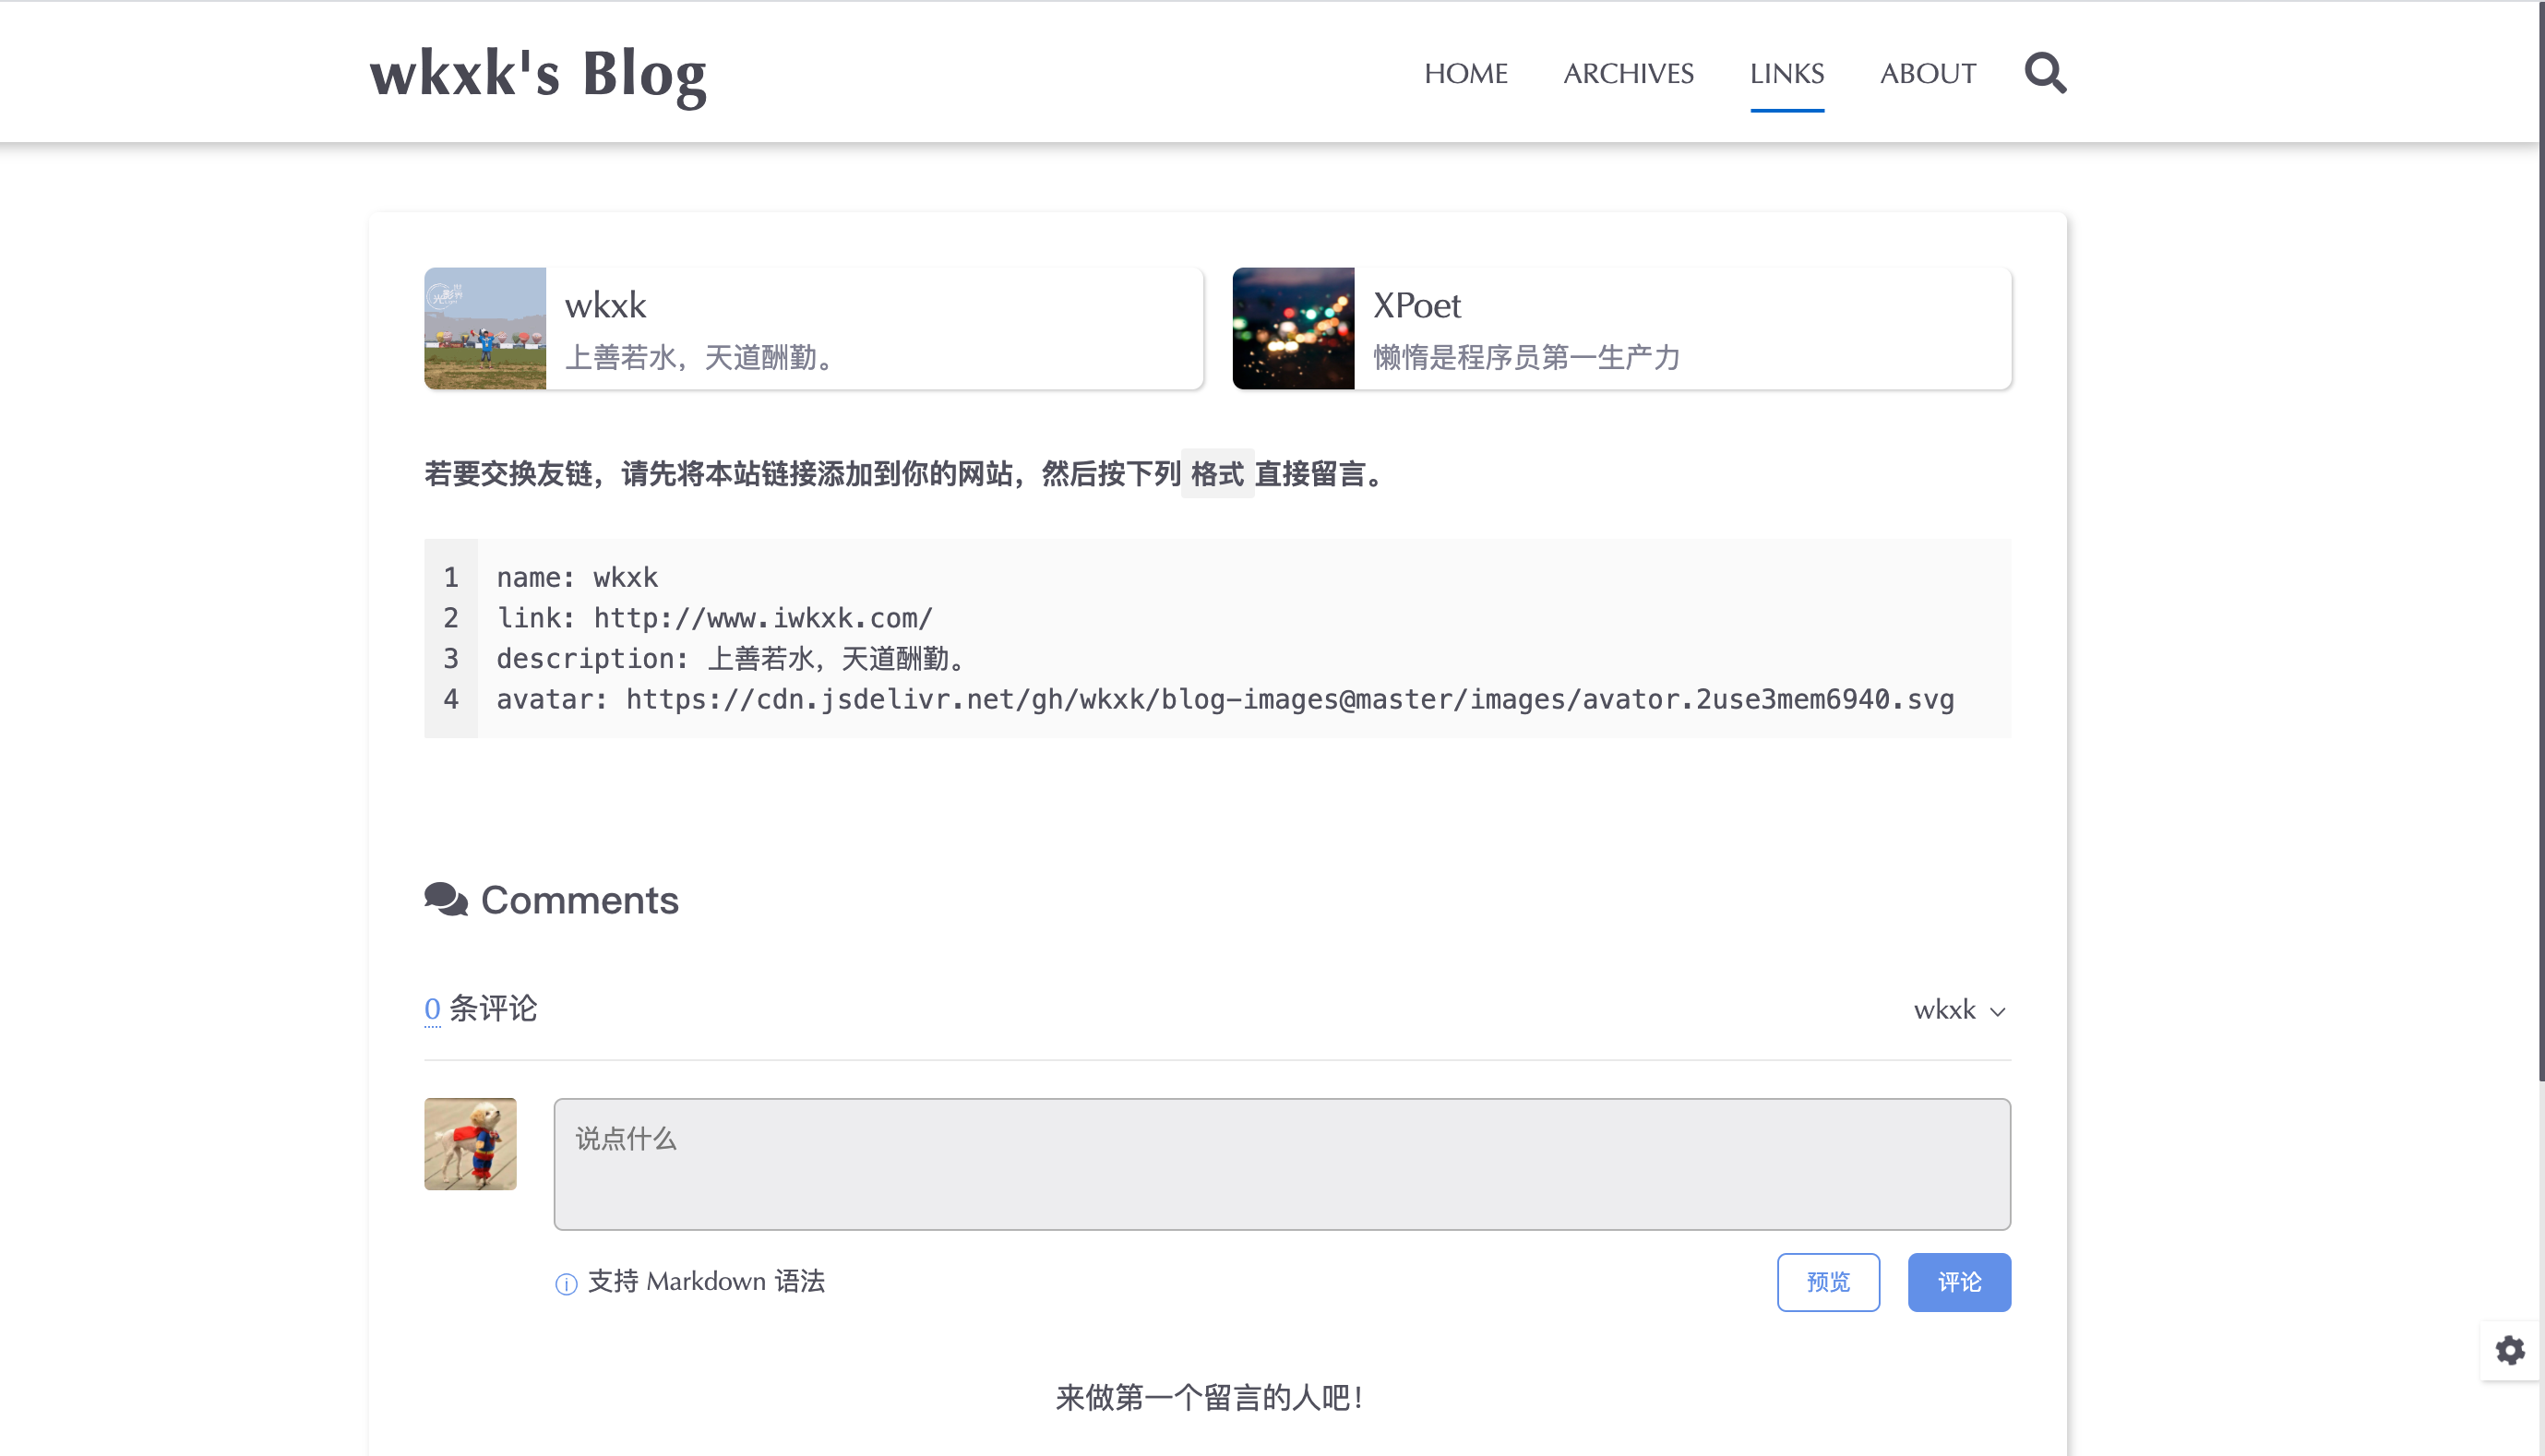 wkxk's Blog
HOME ARCHIVES LINKS ABOUT
wkxk
上善若水，天道酬勤。
XPoet
懒惰是程序员第一生产力
若要交换友链，请先将本站链接添加到你的网站，然后按下列 格式 直接留言。
1 name: wkxk
2 link: http://www.iwkxk.com/
3 description: 上善若水，天道酬勤。
4 avatar: https://cdn.jsdelivr.net/gh/wkxk/blog-images@master/images/avator.2use3mem6940.svg
Comments
0 条评论
wkxk
说点什么
支持 Markdown 语法
预览 评论
来做第一个留言的人吧！